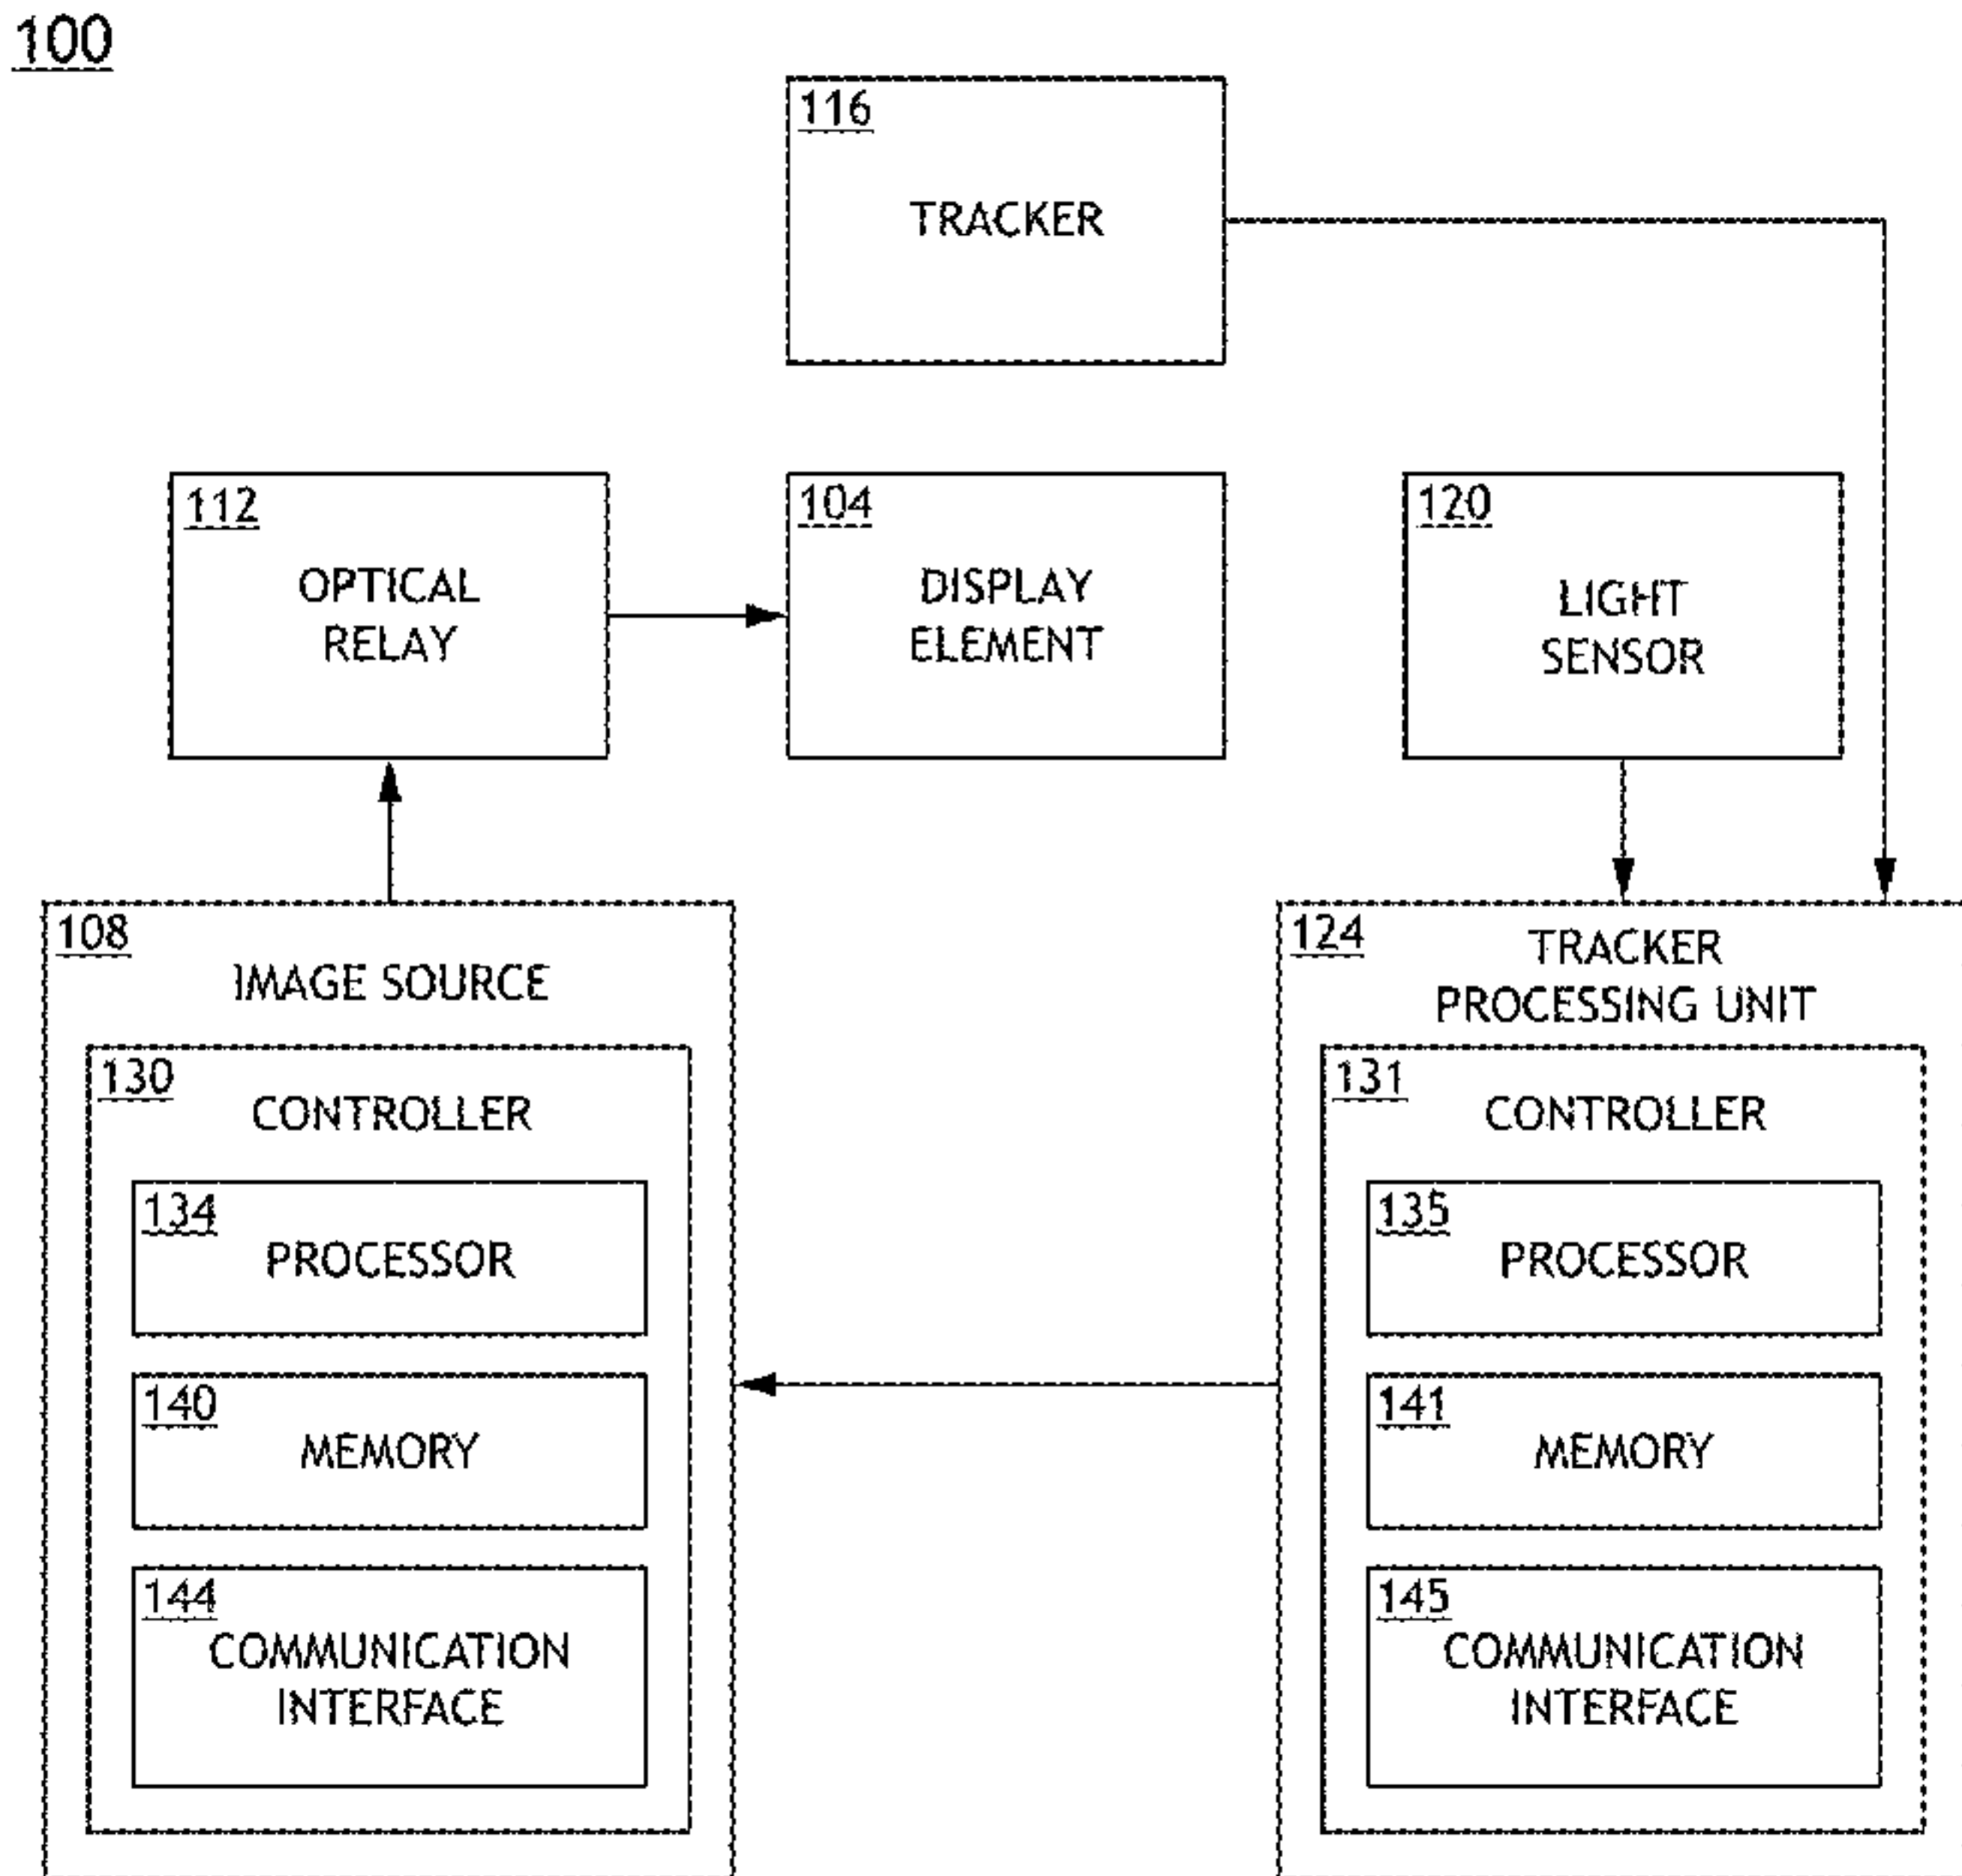 100
116
TRACKER
112
OPTICAL
RELAY
104
DISPLAY
ELEMENT
120
LIGHT
SENSOR
108
IMAGE SOURCE
130
CONTROLLER
134
PROCESSOR
140
MEMORY
144
COMMUNICATION
INTERFACE
124
TRACKER
PROCESSING UNIT
131
CONTROLLER
135
PROCESSOR
141
MEMORY
145
COMMUNICATION
INTERFACE